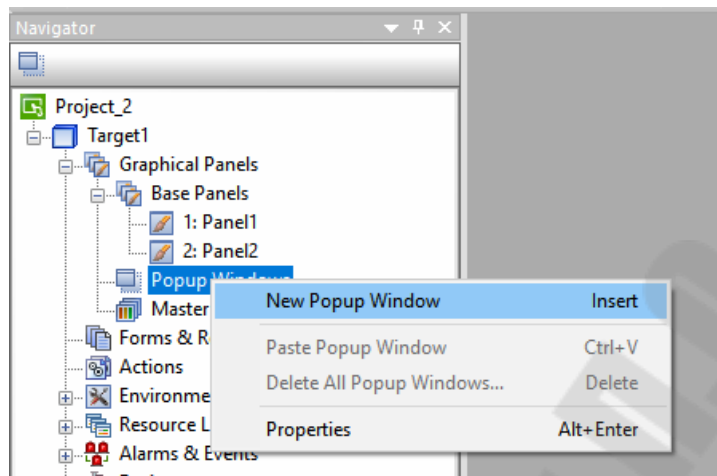 Navigator
Project_2
Target1
Graphical Panels
Base Panels
1: Panel1
2: Panel2
Popup Windows
Master
Forms & R
Actions
Environme
Resource L
Alarms & Events
New Popup Window Insert
Paste Popup Window Ctrl+V
Delete All Popup Windows... Delete
Properties Alt+Enter